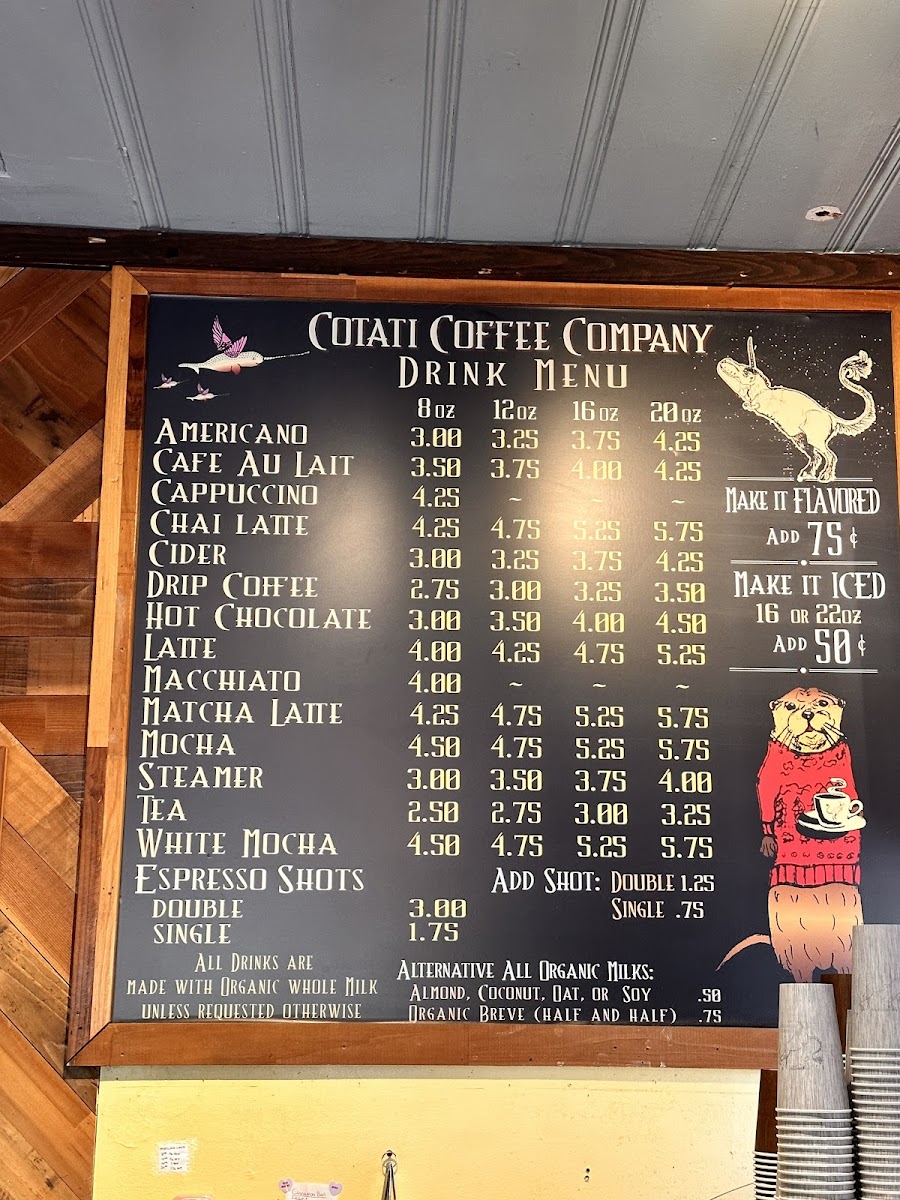 COTATI COFFEE COMPANY
DRINK MENU
8 oz 12 oz 16 oz 20 oz
AMERICANO 3.00 3.25 3.75 4.25
CAFE AU LAIT 3.50 3.75 4.00 4.25
CAPPUCCINO 4.25 ~ ~ ~
CHAI LATTE 4.25 4.75 5.25 5.75
CIDER 3.00 3.25 3.75 4.25
DRIP COFFEE 2.75 3.00 3.25 3.50
HOT CHOCOLATE 3.00 3.50 4.00 4.50
LATTE 4.00 4.25 4.75 5.25
MACCHIATO 4.00 ~ ~ ~
MATCHA LATTE 4.25 4.75 5.25 5.75
MOCHA 4.50 4.75 5.25 5.75
STEAMER 3.00 3.50 3.75 4.00
TEA 2.50 2.75 3.00 3.25
WHITE MOCHA 4.50 4.75 5.25 5.75
ESPRESSO SHOTS
DOUBLE 3.00
SINGLE 1.75
ADD SHOT: DOUBLE 1.25
SINGLE .75
ALL DRINKS ARE
MADE WITH ORGANIC WHOLE MILK
UNLESS REQUESTED OTHERWISE
ALTERNATIVE ALL ORGANIC MILKS:
ALMOND, COCONUT, OAT, OR SOY .50
ORGANIC BREVE (HALF AND HALF) .75
MAKE IT FLAVORED
ADD 75¢
MAKE IT ICED
16 OR 22oz
ADD 50¢